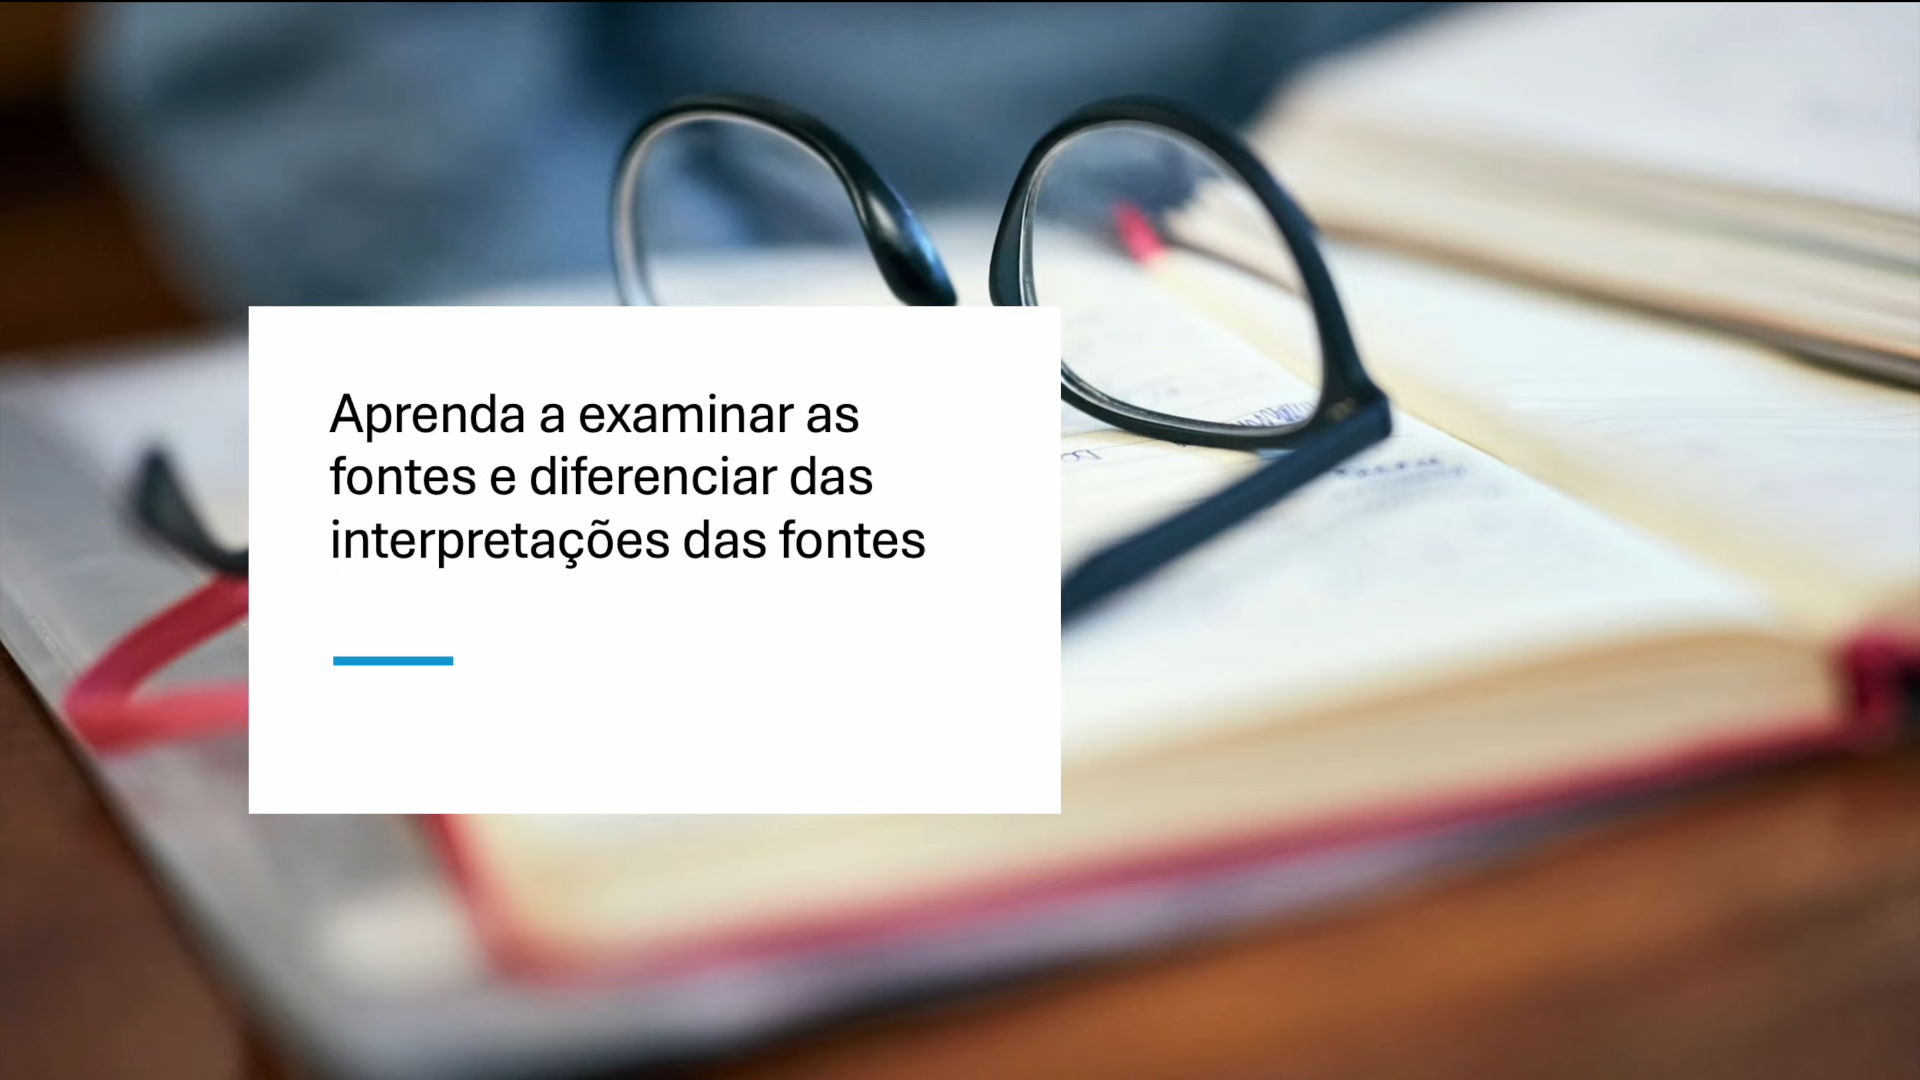 Aprenda a examinar as
fontes e diferenciar das
interpretações das fontes